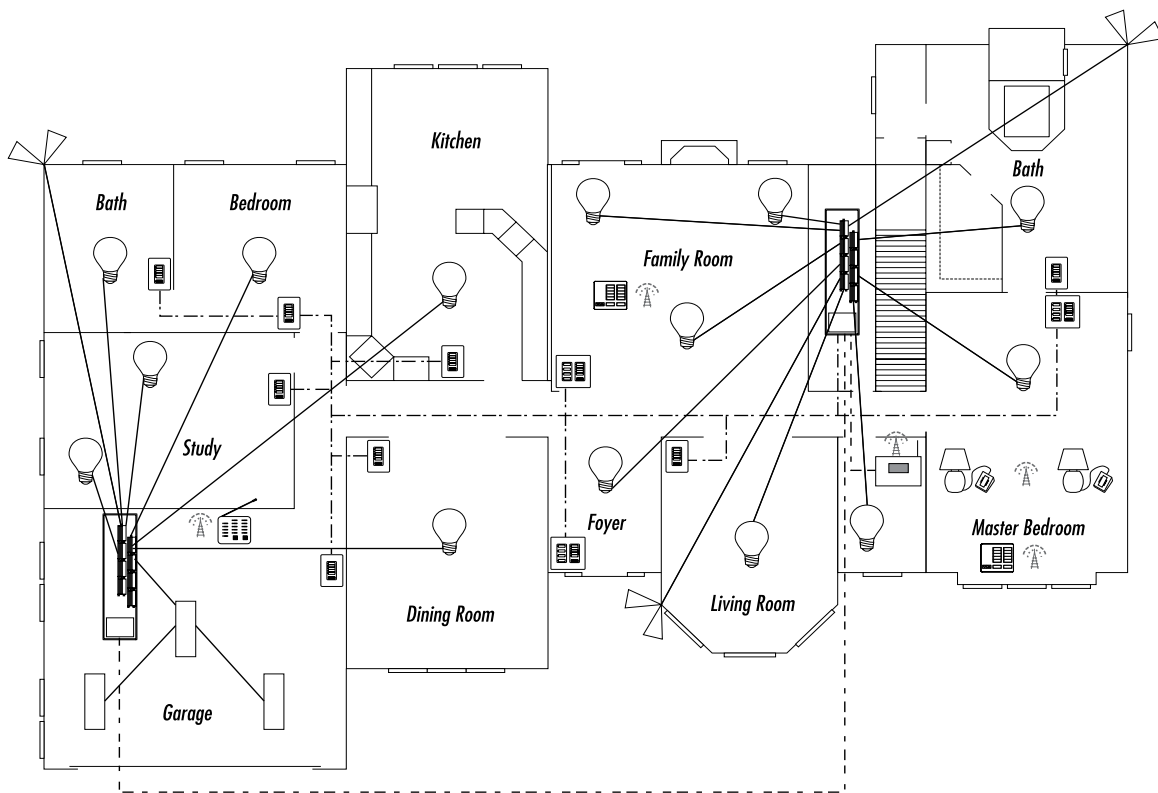 Kitchen
Bath
Bedroom
Bath
Family Room
Study
Foyer
Master Bedroom
Dining Room
Living Room
Garage